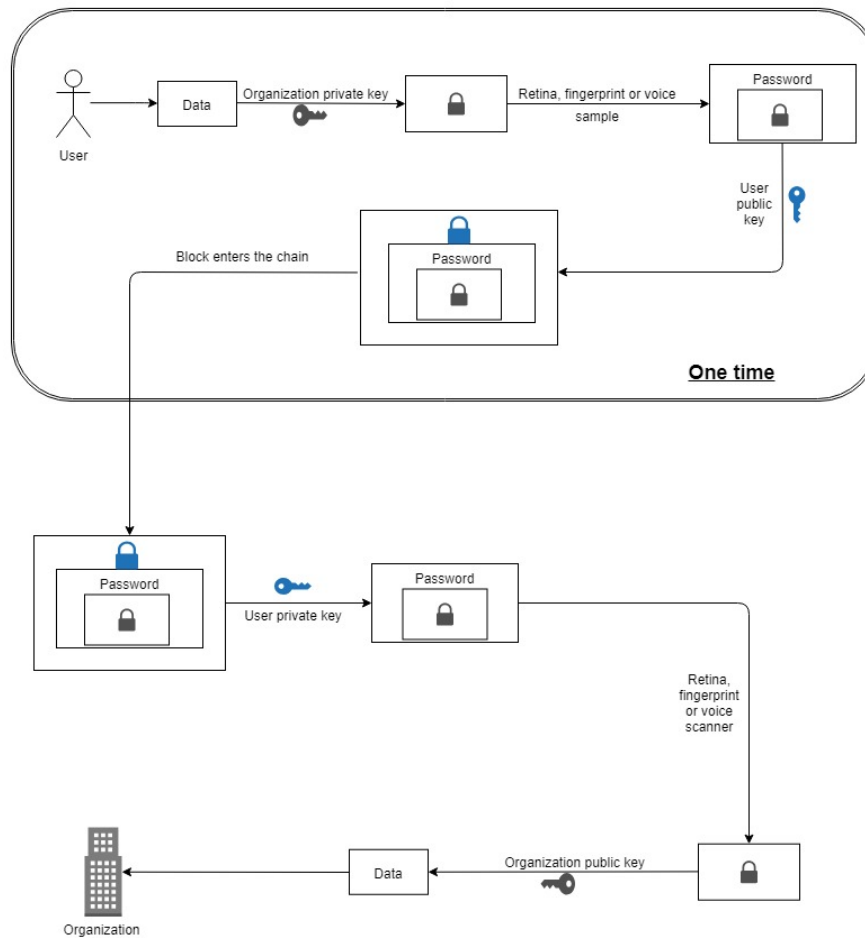 Password
Organization private key
Retina, fingerprint or voice
sample
Data
User
User
public
key
Block enters the chain
Password
One time
Password
Password
User private key
Retina,
fingerprint
or voice
scanner
Organization public key
Data
Organization